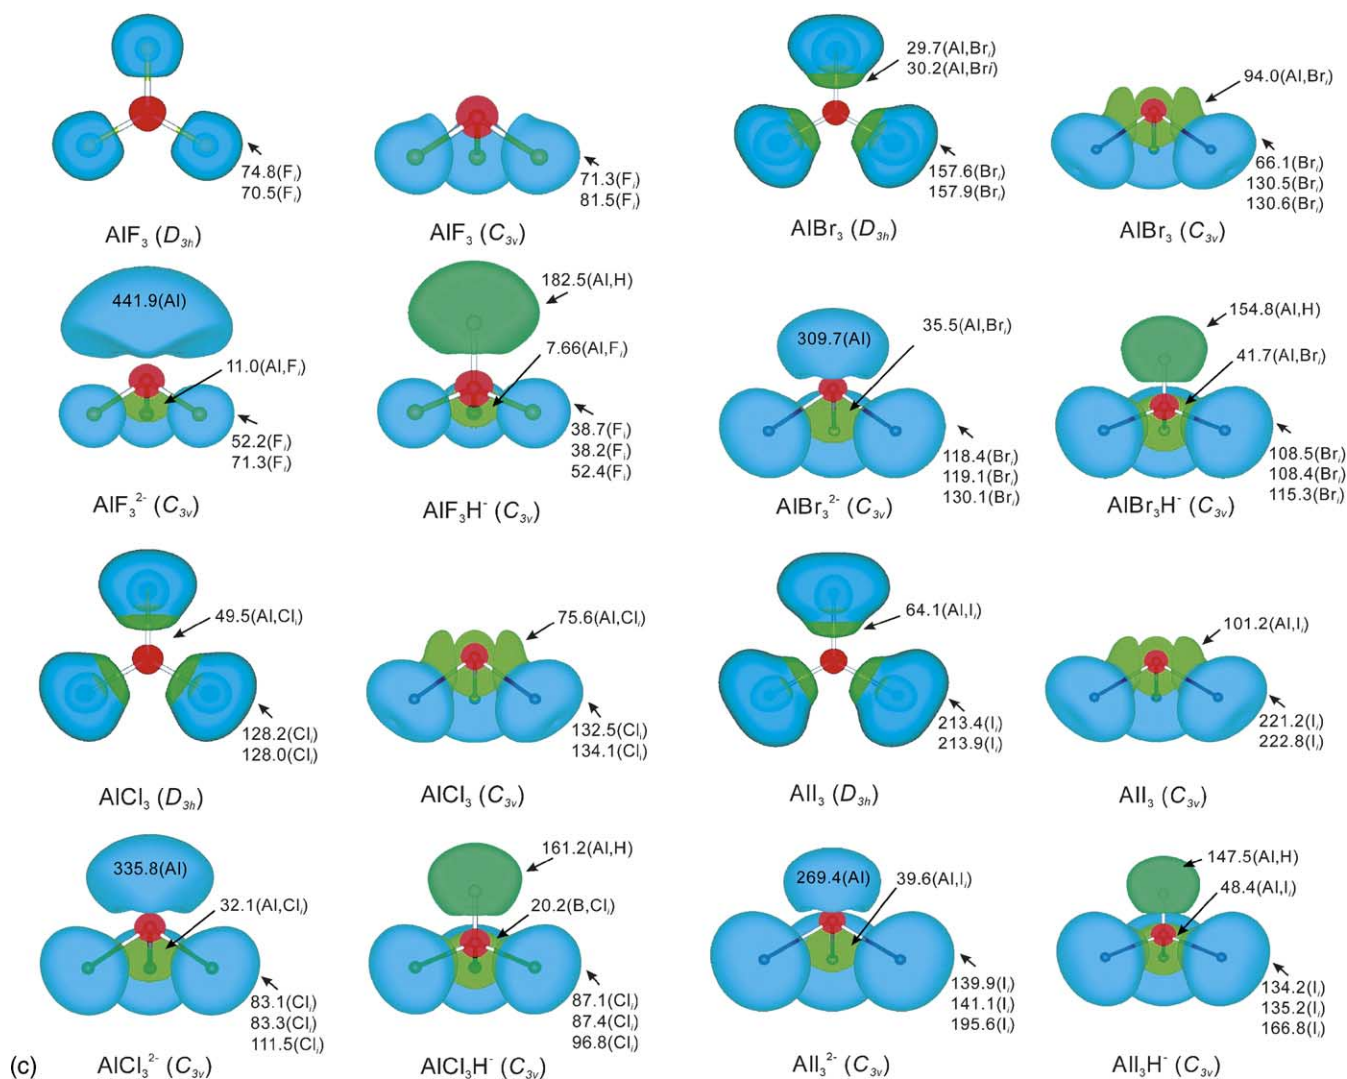 74.8(Fᵢ)
70.5(Fᵢ)
AlF₃ (D₃ₕ)
71.3(Fᵢ)
81.5(Fᵢ)
AlF₃ (C₃ᵥ)
29.7(Al,Brᵢ)
30.2(Al,Bri)
157.6(Brᵢ)
157.9(Brᵢ)
AlBr₃ (D₃ₕ)
94.0(Al,Brᵢ)
66.1(Brᵢ)
130.5(Brᵢ)
130.6(Brᵢ)
AlBr₃ (C₃ᵥ)
441.9(Al)
11.0(Al,Fᵢ)
52.2(Fᵢ)
71.3(Fᵢ)
AlF₃²⁻ (C₃ᵥ)
182.5(Al,H)
7.66(Al,Fᵢ)
38.7(Fᵢ)
38.2(Fᵢ)
52.4(Fᵢ)
AlF₃H⁻ (C₃ᵥ)
309.7(Al)
35.5(Al,Brᵢ)
118.4(Brᵢ)
119.1(Brᵢ)
130.1(Brᵢ)
AlBr₃²⁻ (C₃ᵥ)
154.8(Al,H)
41.7(Al,Brᵢ)
108.5(Brᵢ)
108.4(Brᵢ)
115.3(Brᵢ)
AlBr₃H⁻ (C₃ᵥ)
49.5(Al,Clᵢ)
128.2(Clᵢ)
128.0(Clᵢ)
AlCl₃ (D₃ₕ)
75.6(Al,Clᵢ)
132.5(Clᵢ)
134.1(Clᵢ)
AlCl₃ (C₃ᵥ)
64.1(Al,Iᵢ)
213.4(Iᵢ)
213.9(Iᵢ)
AlI₃ (D₃ₕ)
101.2(Al,Iᵢ)
221.2(Iᵢ)
222.8(Iᵢ)
AlI₃ (C₃ᵥ)
335.8(Al)
32.1(Al,Clᵢ)
83.1(Clᵢ)
83.3(Clᵢ)
111.5(Clᵢ)
AlCl₃²⁻ (C₃ᵥ)
161.2(Al,H)
20.2(B,Clᵢ)
87.1(Clᵢ)
87.4(Clᵢ)
96.8(Clᵢ)
AlCl₃H⁻ (C₃ᵥ)
269.4(Al)
39.6(Al,Iᵢ)
139.9(Iᵢ)
141.1(Iᵢ)
195.6(Iᵢ)
AlI₃²⁻ (C₃ᵥ)
147.5(Al,H)
48.4(Al,Iᵢ)
134.2(Iᵢ)
135.2(Iᵢ)
166.8(Iᵢ)
AlI₃H⁻ (C₃ᵥ)
(c)